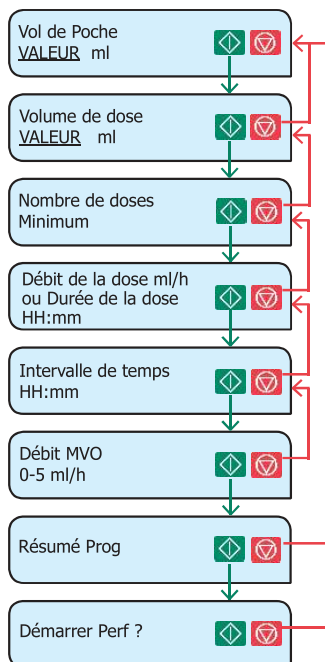 Vol de Poche
VALEUR ml
Volume de dose
VALEUR ml
Nombre de doses
Minimum
Débit de la dose ml/h
ou Durée de la dose
HH:mm
Intervalle de temps
HH:mm
Débit MVO
0-5 ml/h
Résumé Prog
Démarrer Perf ?